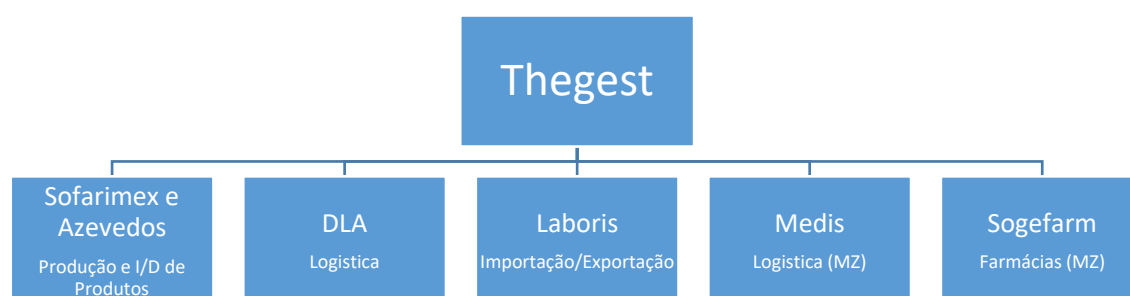 Thegest
Sofarimex e
Azevedos
Produção e I/D de
Produtos
DLA
Logistica
Laboris
Importação/Exportação
Medis
Logistica (MZ)
Sogefarm
Farmácias (MZ)